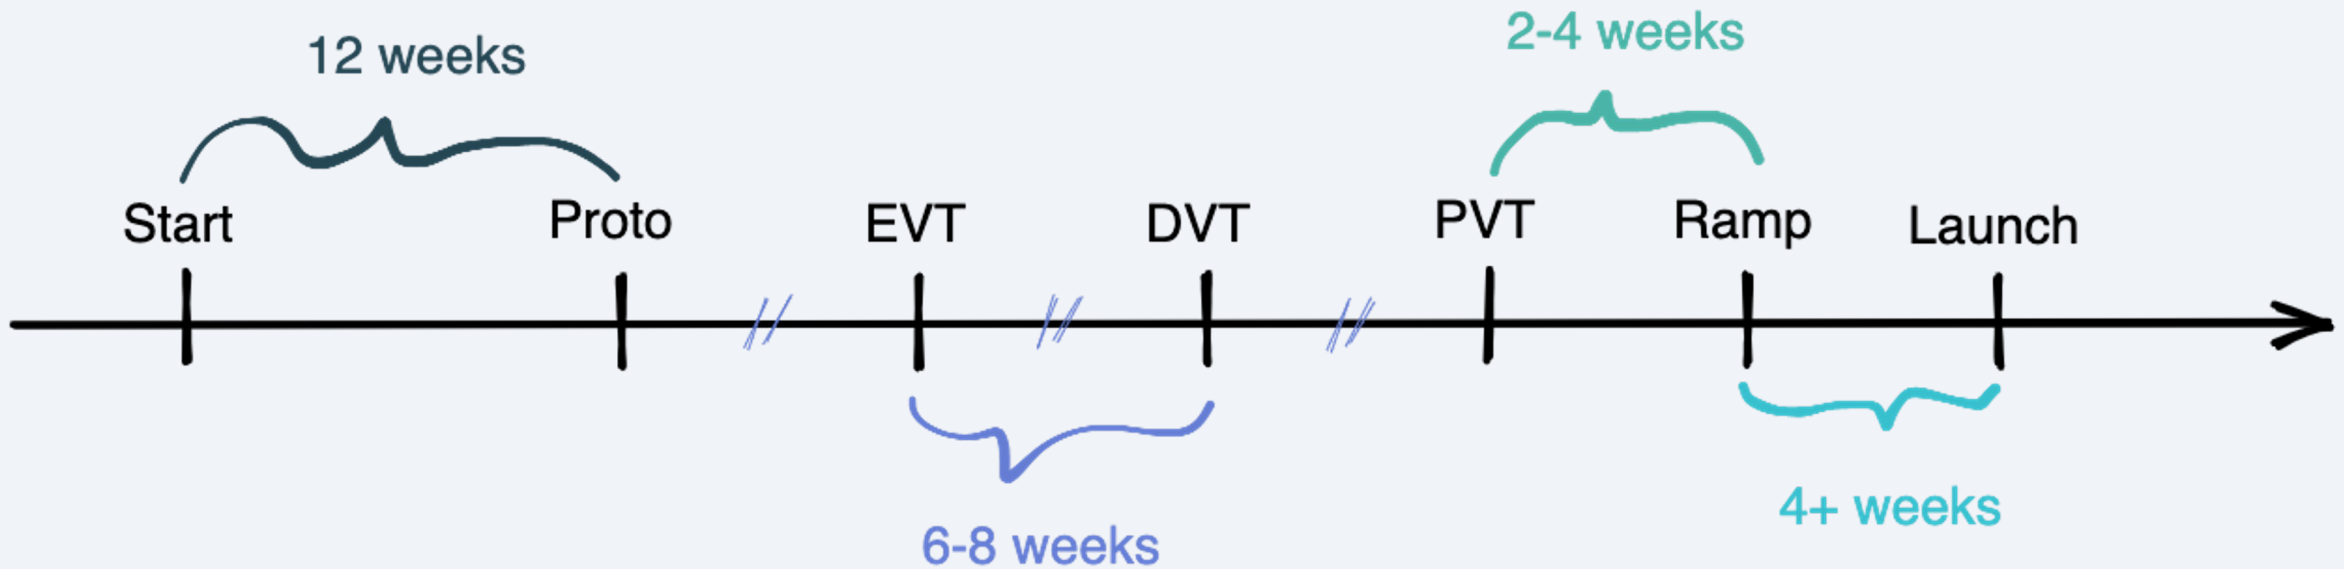 12 weeks
2-4 weeks
Start
Proto
EVT
DVT
PVT
Ramp
Launch
6-8 weeks
4+ weeks